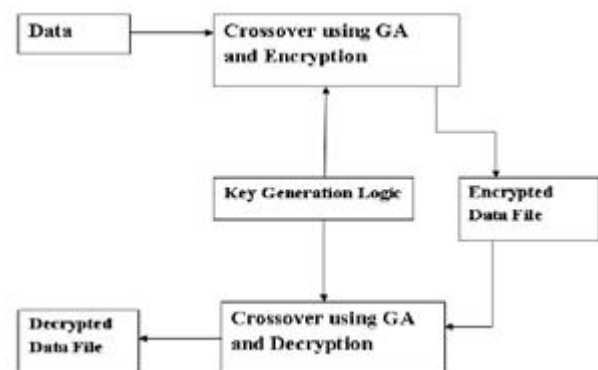 Data
Crossover using GA
and Encryption
Key Generation Logic
Encrypted
Data File
Decrypted
Data File
Crossover using GA
and Decryption